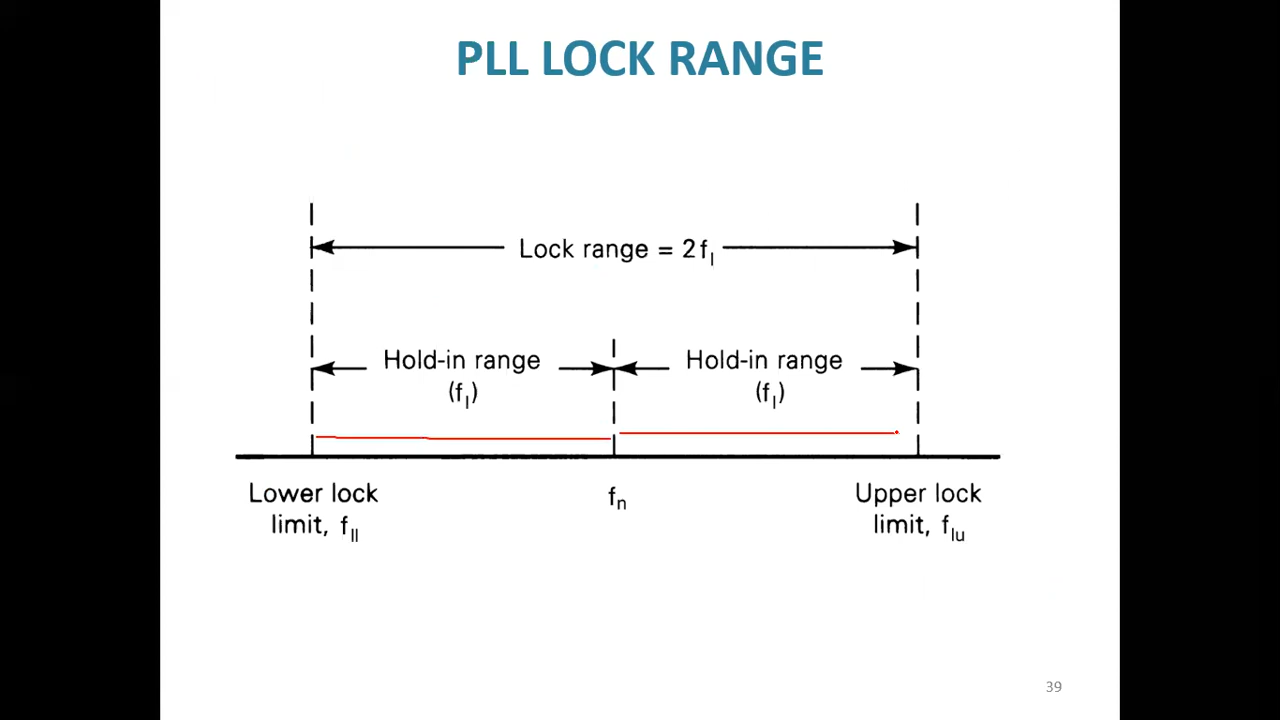 PLL LOCK RANGE
Lock range = 2f_l
Hold-in range Hold-in range
(f_l) (f_l)
Lower lock f_n Upper lock
limit, f_ll limit, f_lu
39